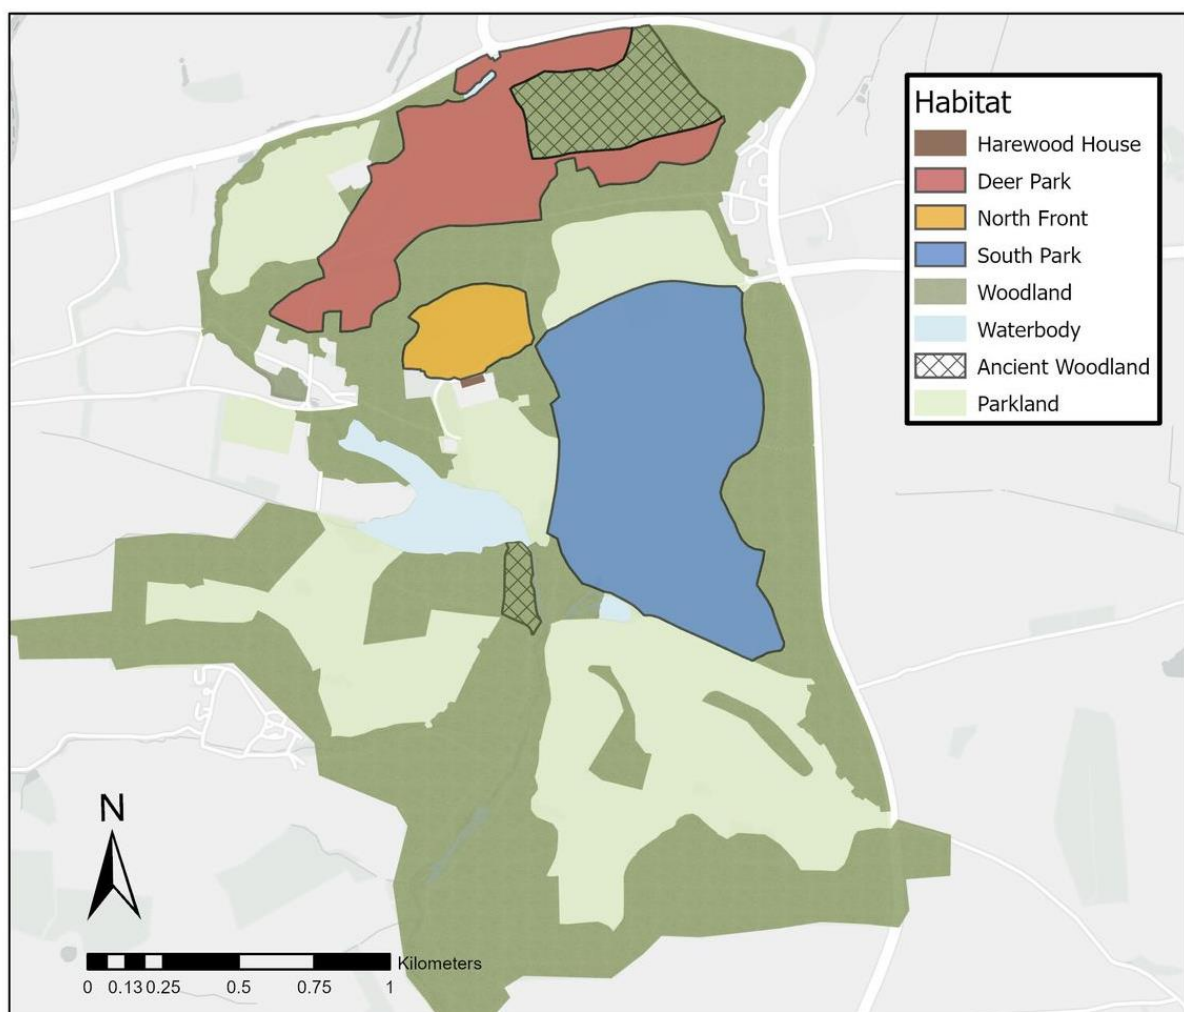 Habitat
Harewood House
Deer Park
North Front
South Park
Woodland
Waterbody
Ancient Woodland
Parkland
N
Kilometers
0 0.13 0.25 0.5 0.75 1